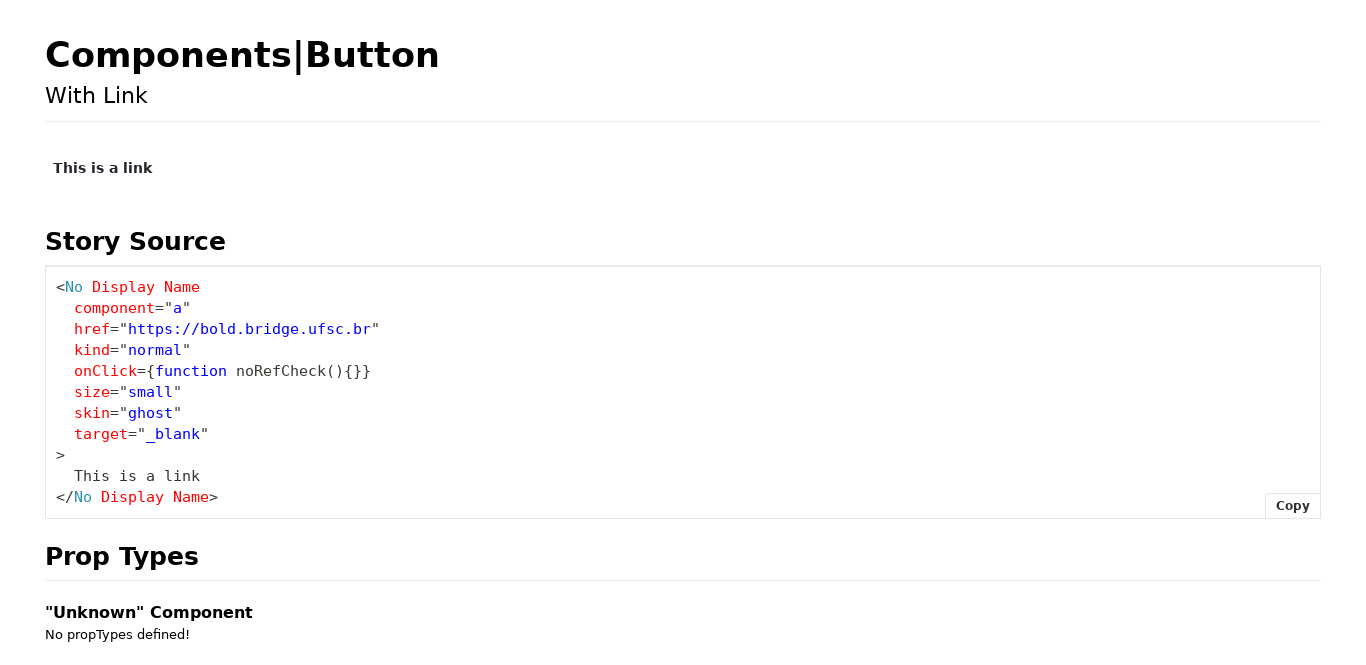 Components|Button
With Link
This is a link
Story Source
<No Display Name
  component="a"
  href="https://bold.bridge.ufsc.br"
  kind="normal"
  onClick={function noRefCheck(){}}
  size="small"
  skin="ghost"
  target="_blank"
>
  This is a link
</No Display Name>
Copy
Prop Types
"Unknown" Component
No propTypes defined!